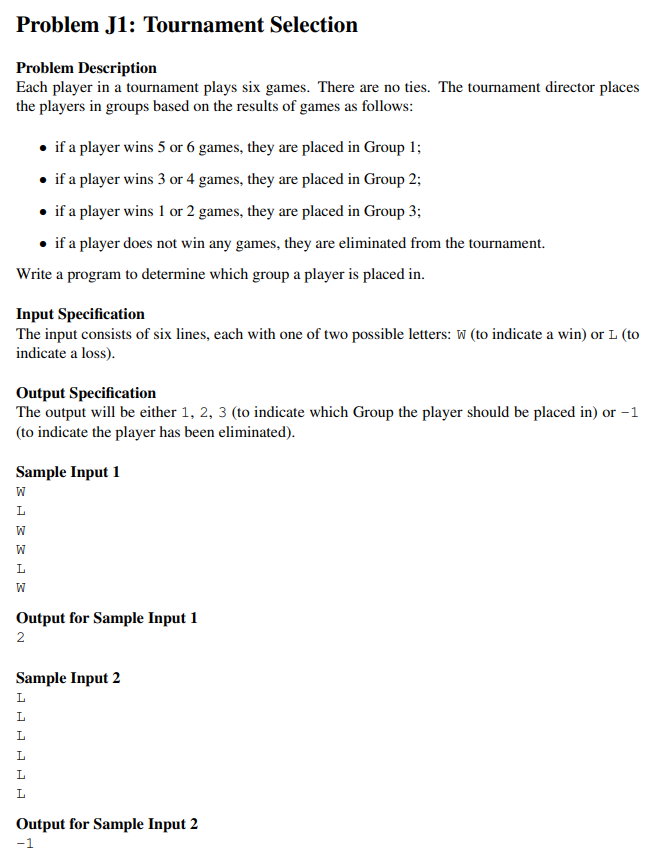 Problem J1: Tournament Selection
Problem Description
Each player in a tournament plays six games. There are no ties. The tournament director places
the players in groups based on the results of games as follows:
• if a player wins 5 or 6 games, they are placed in Group 1;
• if a player wins 3 or 4 games, they are placed in Group 2;
• if a player wins 1 or 2 games, they are placed in Group 3;
• if a player does not win any games, they are eliminated from the tournament.
Write a program to determine which group a player is placed in.
Input Specification
The input consists of six lines, each with one of two possible letters: W (to indicate a win) or L (to
indicate a loss).
Output Specification
The output will be either 1, 2, 3 (to indicate which Group the player should be placed in) or -1
(to indicate the player has been eliminated).
Sample Input 1
W
L
W
W
L
W
Output for Sample Input 1
2
Sample Input 2
L
L
L
L
L
L
Output for Sample Input 2
-1